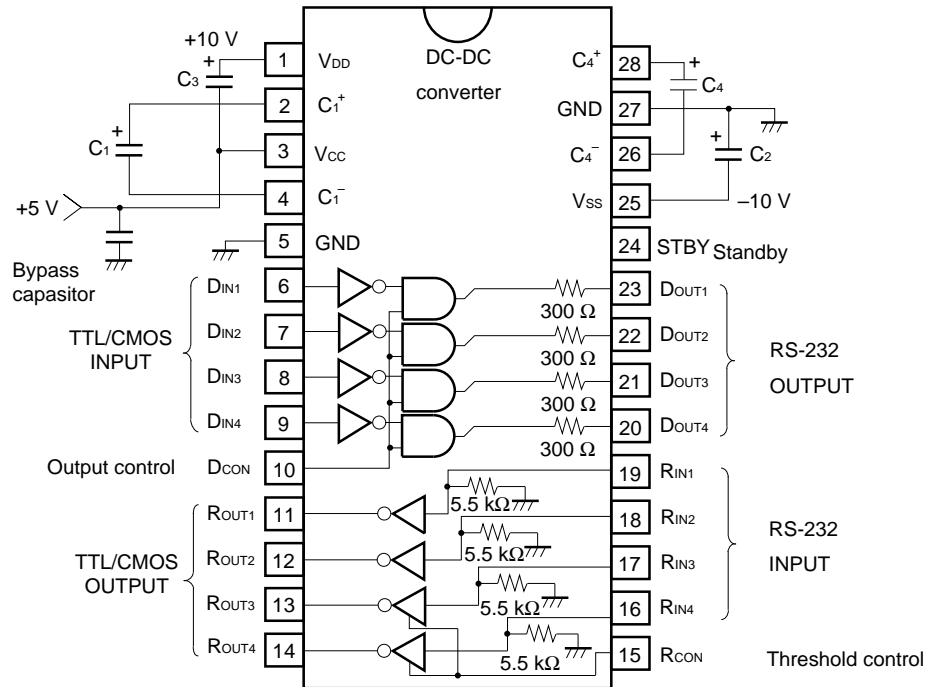 +10 V
+
C3
1
VDD
DC-DC
converter
C4+
28
+
C4
2
C1+
GND
27
+
C1
3
VCC
C4−
26
+
C2
4
C1−
VSS
25
–10 V
+5 V
5
GND
24
STBY
Standby
Bypass
capasitor
6
DIN1
300 Ω
23
DOUT1
7
DIN2
300 Ω
22
DOUT2
TTL/CMOS
INPUT
RS-232
OUTPUT
8
DIN3
300 Ω
21
DOUT3
9
DIN4
300 Ω
20
DOUT4
Output control
DCON
10
19
RIN1
5.5 kΩ
ROUT1
11
18
RIN2
5.5 kΩ
TTL/CMOS
OUTPUT
RS-232
INPUT
ROUT2
12
17
RIN3
5.5 kΩ
ROUT3
13
16
RIN4
5.5 kΩ
ROUT4
14
15
RCON
Threshold control